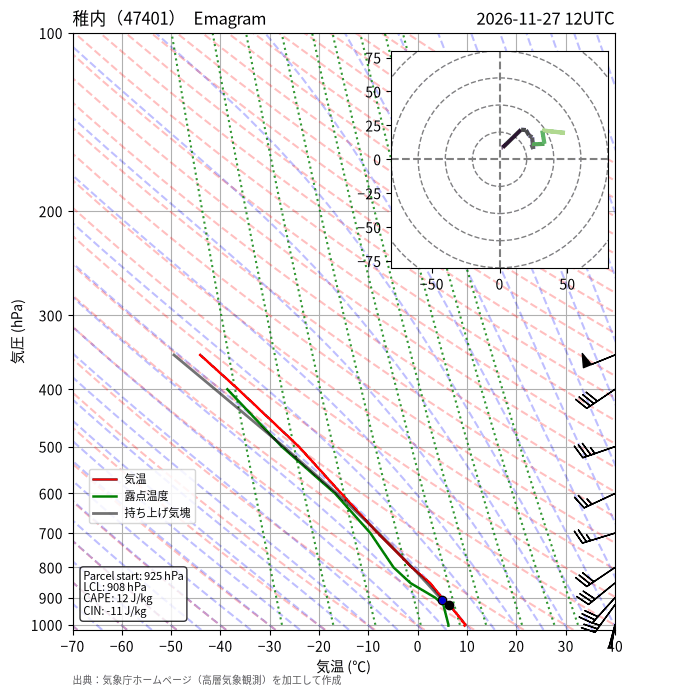 稚内（47401） Emagram
2026-11-27 12UTC
100
200
300
400
500
600
700
800
900
1000
気圧 (hPa)
75
50
25
0
−25
−50
−75
−50
0
50
気温
露点温度
持ち上げ気塊
Parcel start: 925 hPa
LCL: 908 hPa
CAPE: 12 J/kg
CIN: -11 J/kg
−70
−60
−50
−40
−30
−20
−10
0
10
20
30
40
気温 (°C)
出典：気象庁ホームページ（高層気象観測）を加工して作成